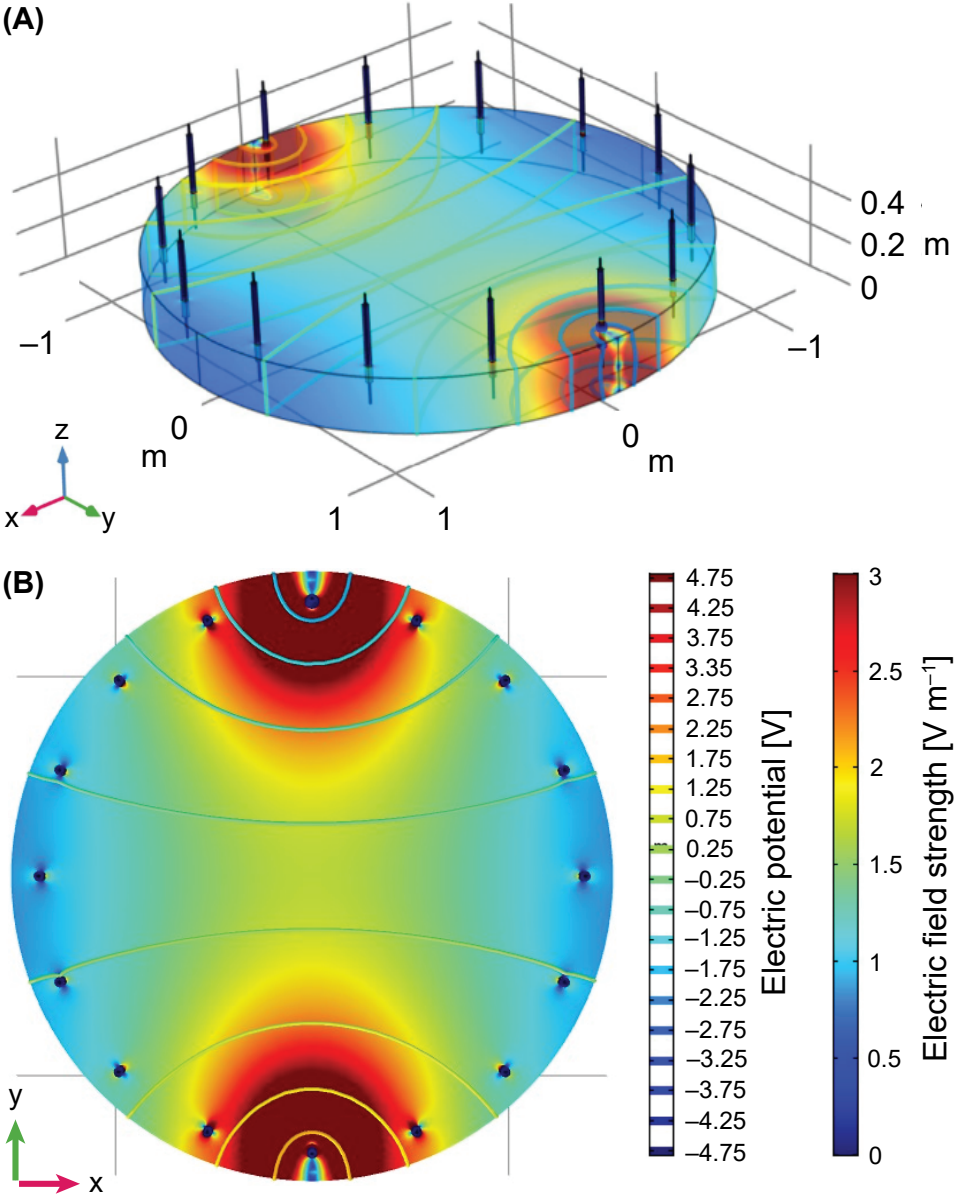 (A)
0.4
0.2 m
0
–1
–1
0
m
0
m
z
x
y
1
1
(B)
4.75
4.25
3.75
3.35
2.75
2.25
1.75
1.25
0.75
0.25
–0.25
–0.75
–1.25
–1.75
–2.25
–2.75
–3.25
–3.75
–4.25
–4.75
Electric potential [V]
3
2.5
2
1.5
1
0.5
0
Electric field strength [V m⁻¹]
y
x